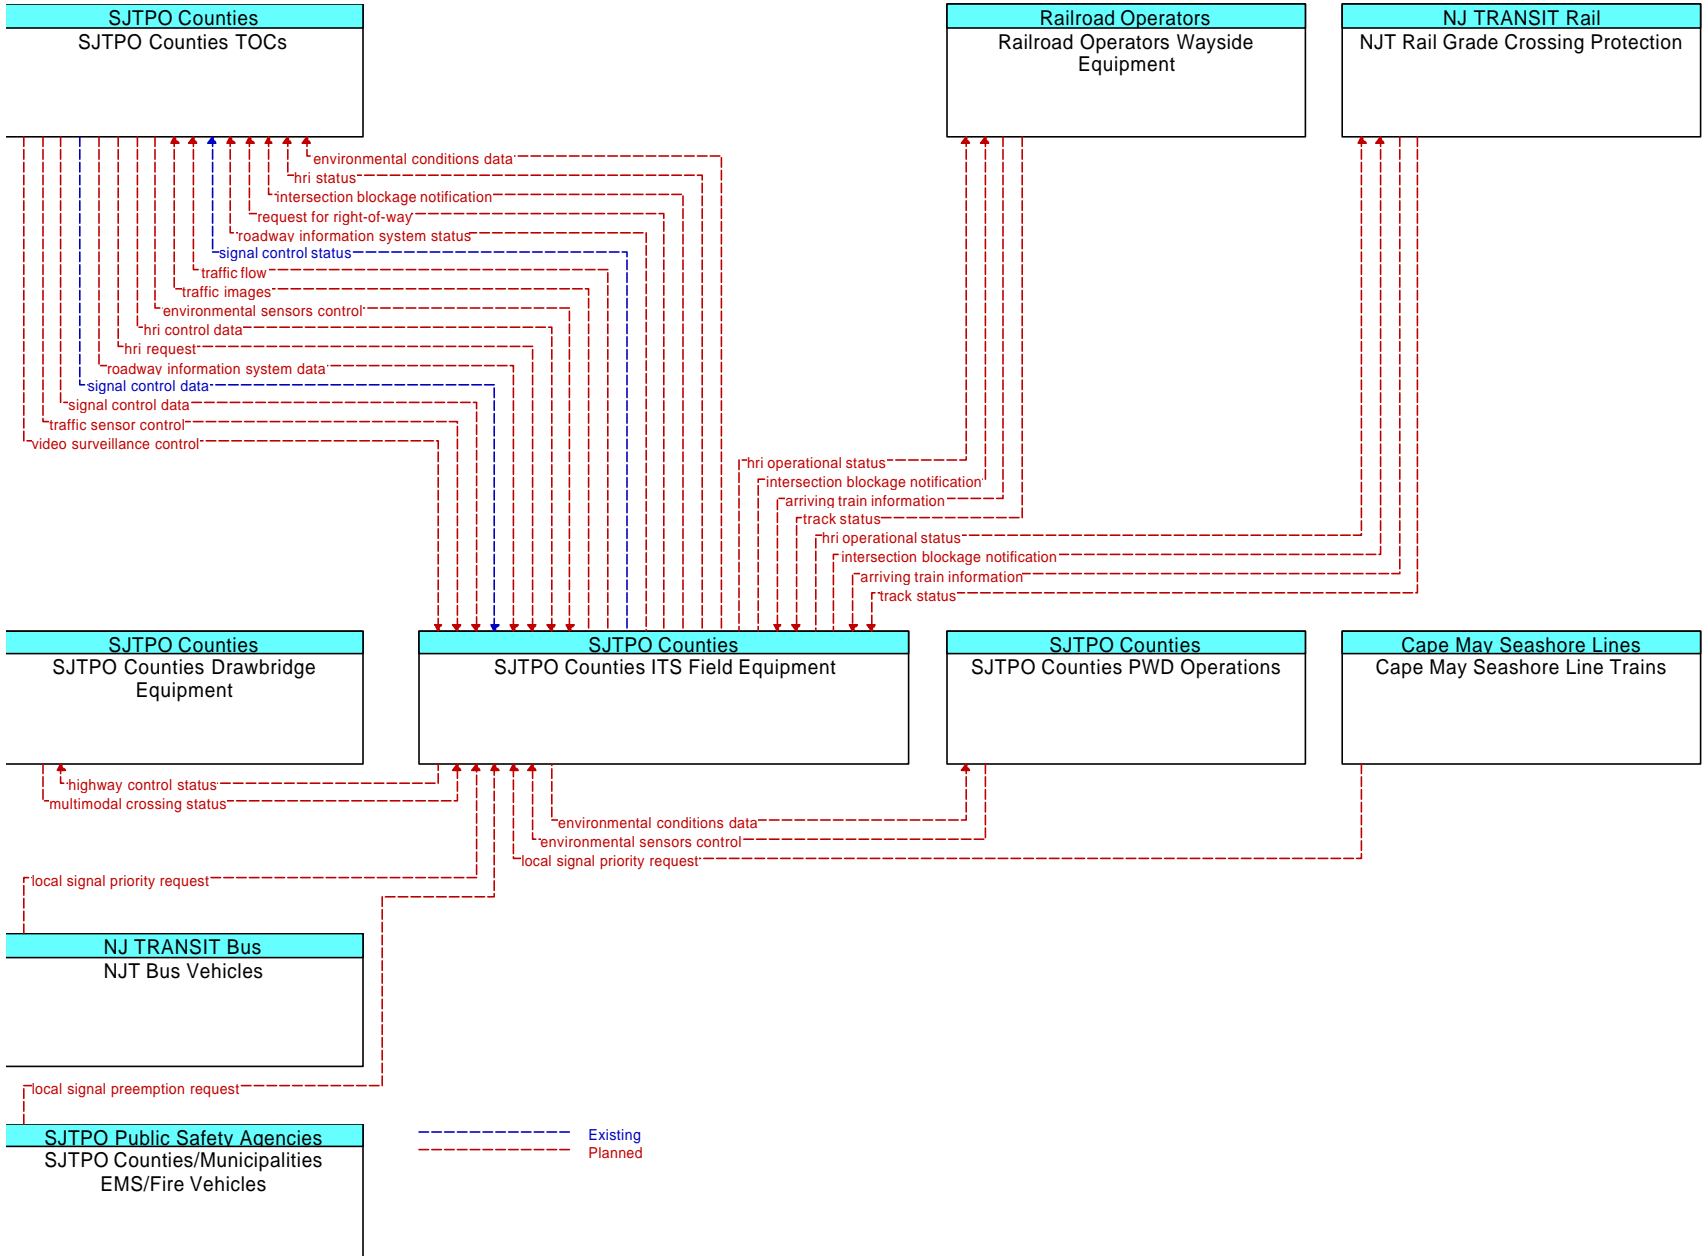 SJTPO Counties
SJTPO Counties TOCs
Railroad Operators
Railroad Operators Wayside
Equipment
NJ TRANSIT Rail
NJT Rail Grade Crossing Protection
environmental conditions data
hri status
intersection blockage notification
request for right-of-way
roadway information system status
signal control status
traffic flow
traffic images
environmental sensors control
hri control data
hri request
roadway information system data
signal control data
signal control data
traffic sensor control
video surveillance control
hri operational status
intersection blockage notification
arriving train information
track status
hri operational status
intersection blockage notification
arriving train information
track status
SJTPO Counties
SJTPO Counties Drawbridge
Equipment
SJTPO Counties
SJTPO Counties ITS Field Equipment
SJTPO Counties
SJTPO Counties PWD Operations
Cape May Seashore Lines
Cape May Seashore Line Trains
highway control status
multimodal crossing status
environmental conditions data
environmental sensors control
local signal priority request
local signal priority request
NJ TRANSIT Bus
NJT Bus Vehicles
local signal preemption request
SJTPO Public Safety Agencies
SJTPO Counties/Municipalities
EMS/Fire Vehicles
Existing
Planned